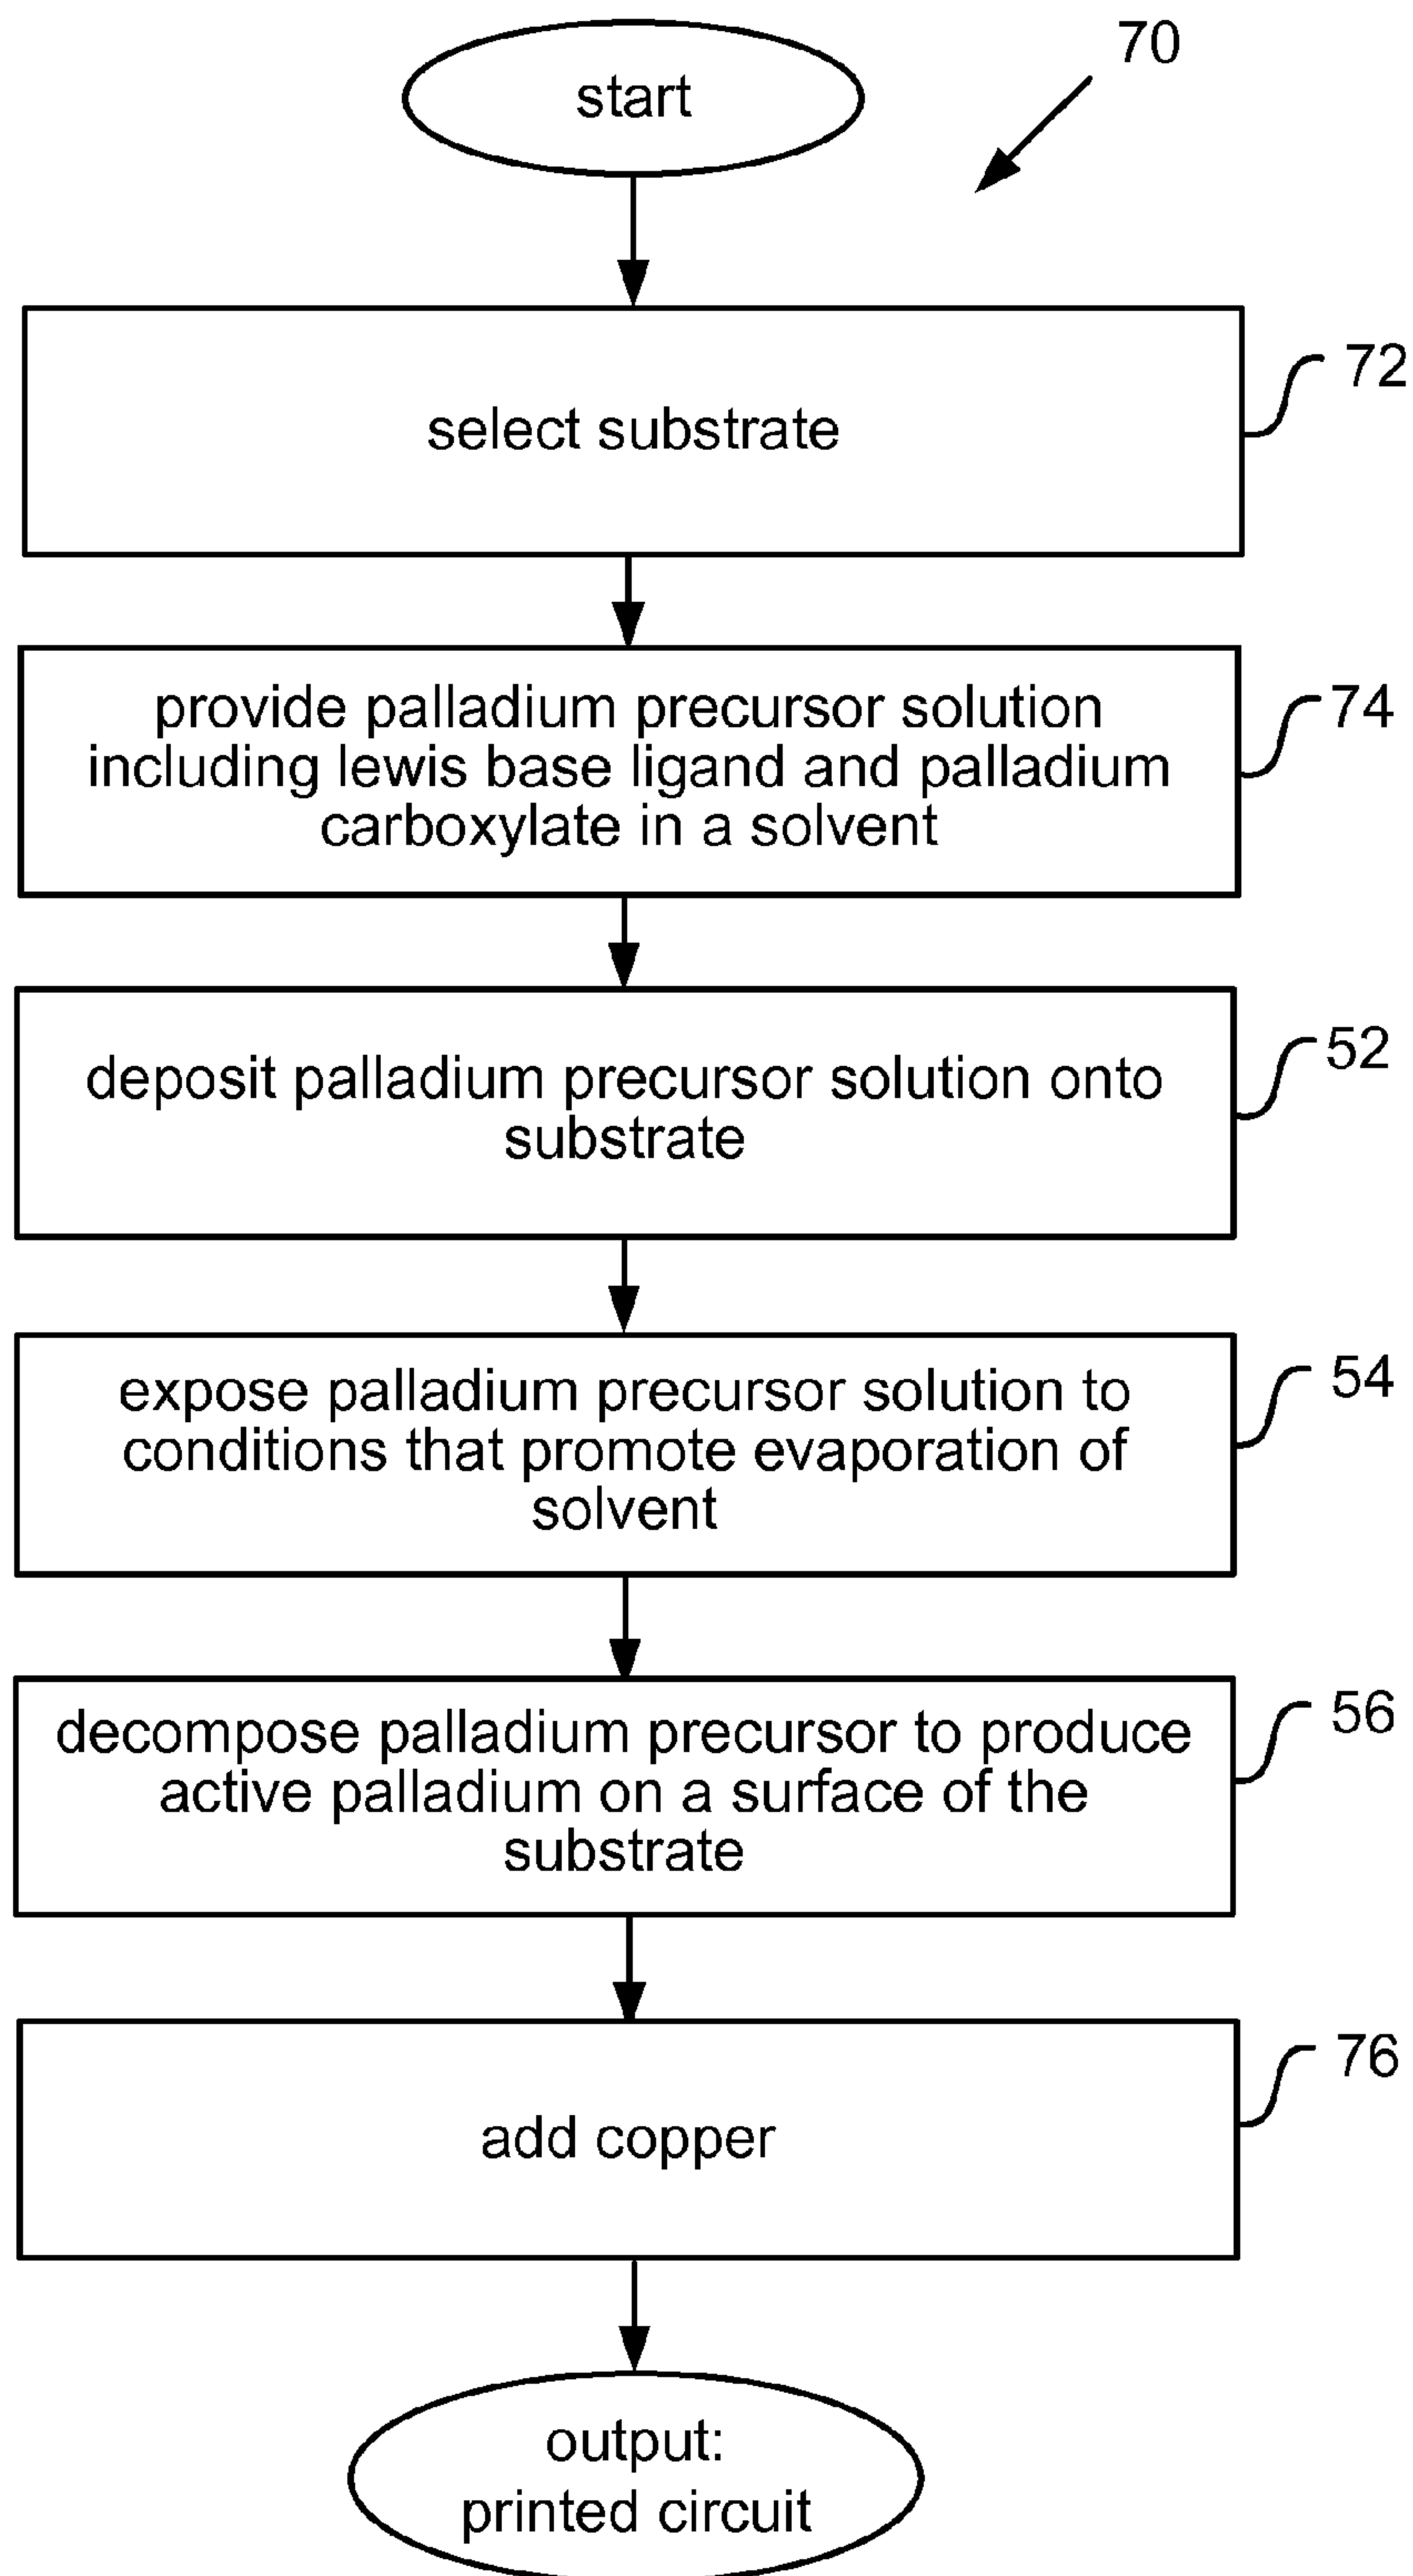 start
70
select substrate
72
provide palladium precursor solution
including lewis base ligand and palladium
carboxylate in a solvent
74
deposit palladium precursor solution onto
substrate
52
expose palladium precursor solution to
conditions that promote evaporation of
solvent
54
decompose palladium precursor to produce
active palladium on a surface of the
substrate
56
add copper
76
output:
printed circuit